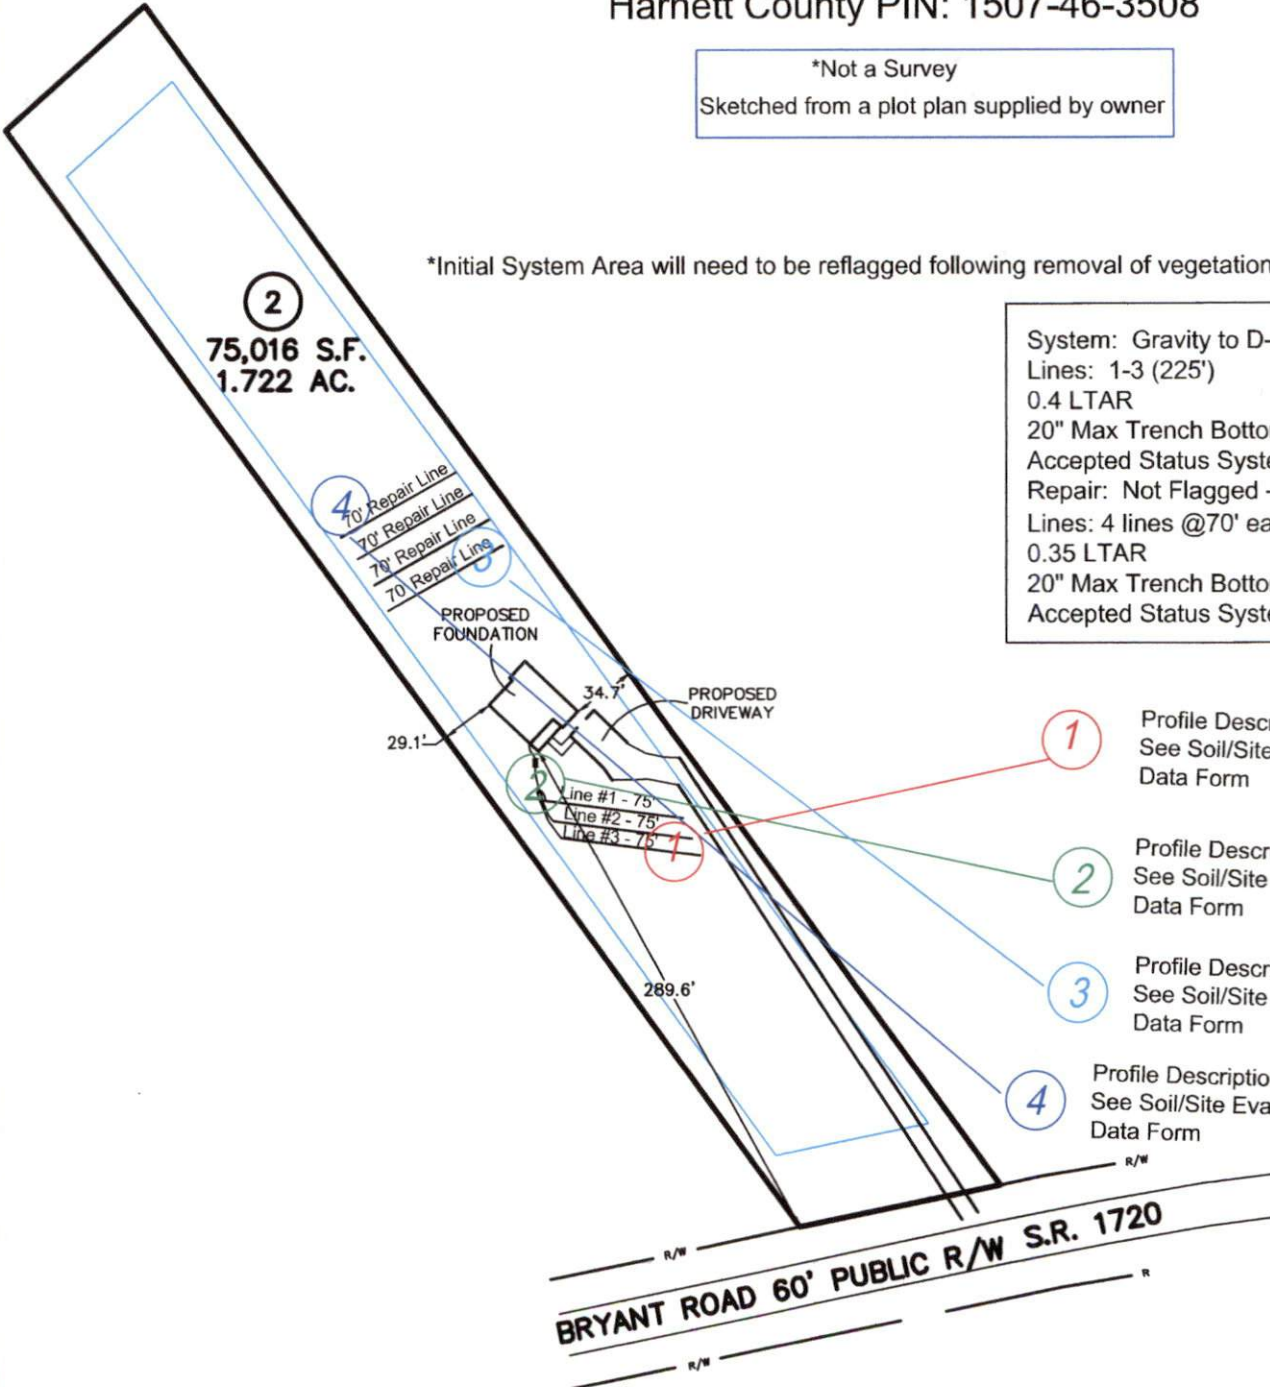 Harnett County PIN: 1507-46-3508
*Not a Survey
Sketched from a plot plan supplied by owner
*Initial System Area will need to be reflagged following removal of vegetation
2
75,016 S.F.
1.722 AC.
System: Gravity to D-
Lines: 1-3 (225')
0.4 LTAR
20" Max Trench Botto
Accepted Status Syste
Repair: Not Flagged -
Lines: 4 lines @70' ea
0.35 LTAR
20" Max Trench Botto
Accepted Status Syste
4
70' Repair Line
70' Repair Line
70' Repair Line
70' Repair Line
3
PROPOSED
FOUNDATION
34.7'
PROPOSED
DRIVEWAY
29.1'
2
Line #1 - 75'
Line #2 - 75'
Line #3 - 75'
1
289.6'
1
Profile Descr
See Soil/Site
Data Form
2
Profile Descr
See Soil/Site
Data Form
3
Profile Descr
See Soil/Site
Data Form
4
Profile Descriptio
See Soil/Site Eva
Data Form
R/W
R/W
BRYANT ROAD 60' PUBLIC R/W S.R. 1720
R
R/W